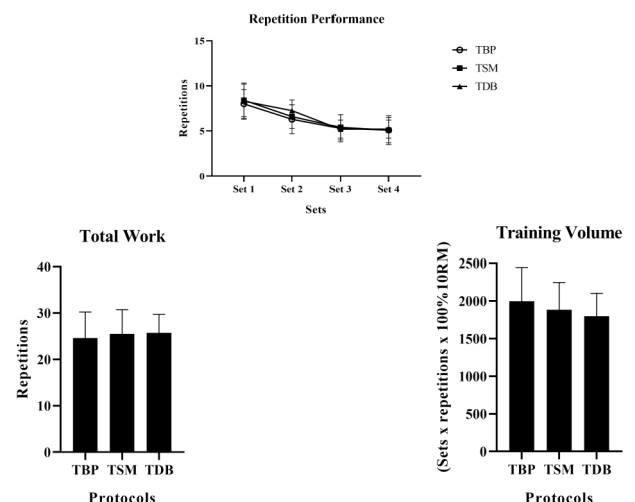 Repetition Performance
15
10
5
0
Repetitions
Set 1 Set 2 Set 3 Set 4
Sets
TBP
TSM
TDB
Total Work
40
30
20
10
0
Repetitions
TBP TSM TDB
Protocols
Training Volume
2500
2000
1500
1000
500
0
(Sets x repetitions x 100%10RM)
TBP TSM TDB
Protocols